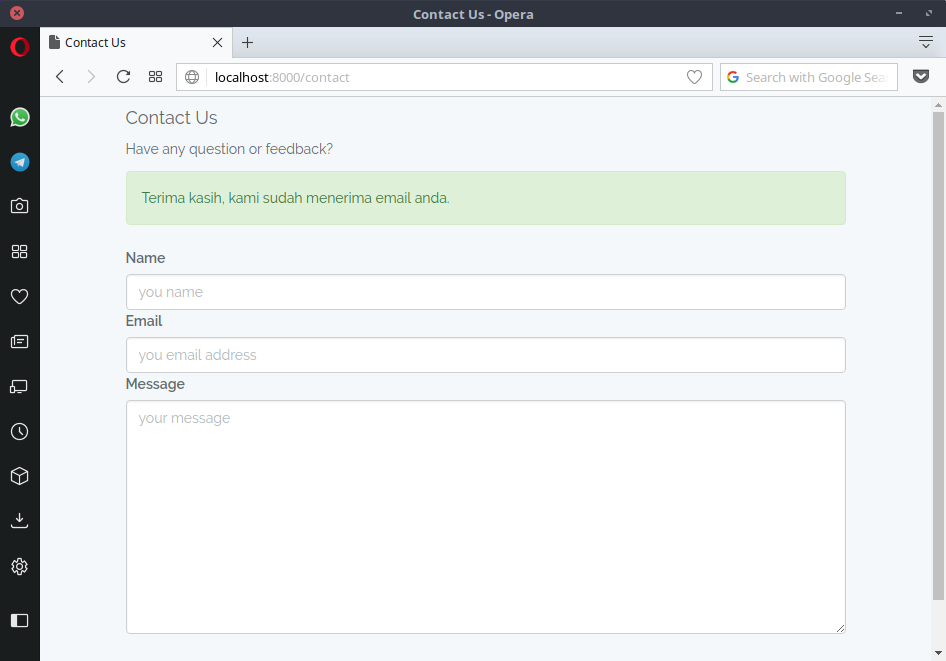 Contact Us - Opera
Contact Us
localhost:8000/contact
Search with Google Sea
Contact Us
Have any question or feedback?
Terima kasih, kami sudah menerima email anda.
Name
you name
Email
you email address
Message
your message